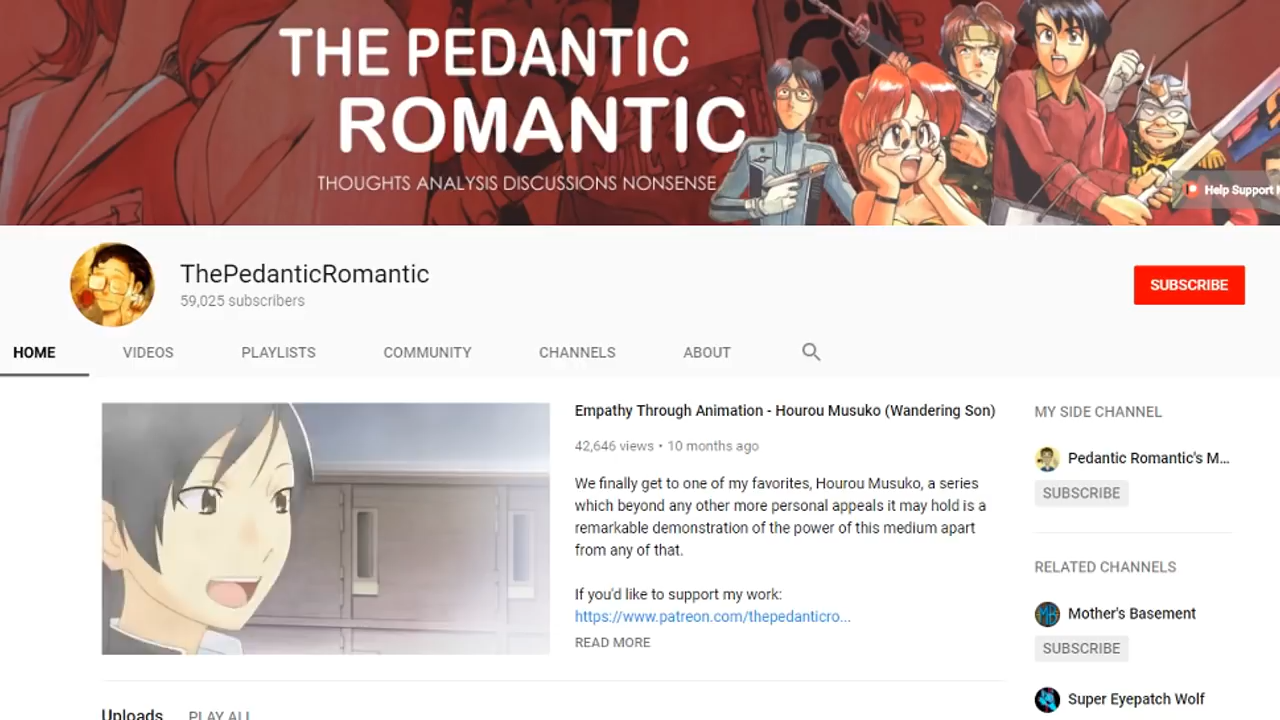 THE PEDANTIC
ROMANTIC
THOUGHTS ANALYSIS DISCUSSIONS NONSENSE
Help Support
ThePedanticRomantic
59,025 subscribers
SUBSCRIBE
HOME VIDEOS PLAYLISTS COMMUNITY CHANNELS ABOUT
Empathy Through Animation - Hourou Musuko (Wandering Son)
42,646 views • 10 months ago
We finally get to one of my favorites, Hourou Musuko, a series
which beyond any other more personal appeals it may hold is a
remarkable demonstration of the power of this medium apart
from any of that.
If you'd like to support my work:
https://www.patreon.com/thepedanticro...
READ MORE
MY SIDE CHANNEL
Pedantic Romantic's M...
SUBSCRIBE
RELATED CHANNELS
Mother's Basement
SUBSCRIBE
Super Eyepatch Wolf
Uploads PLAY ALL